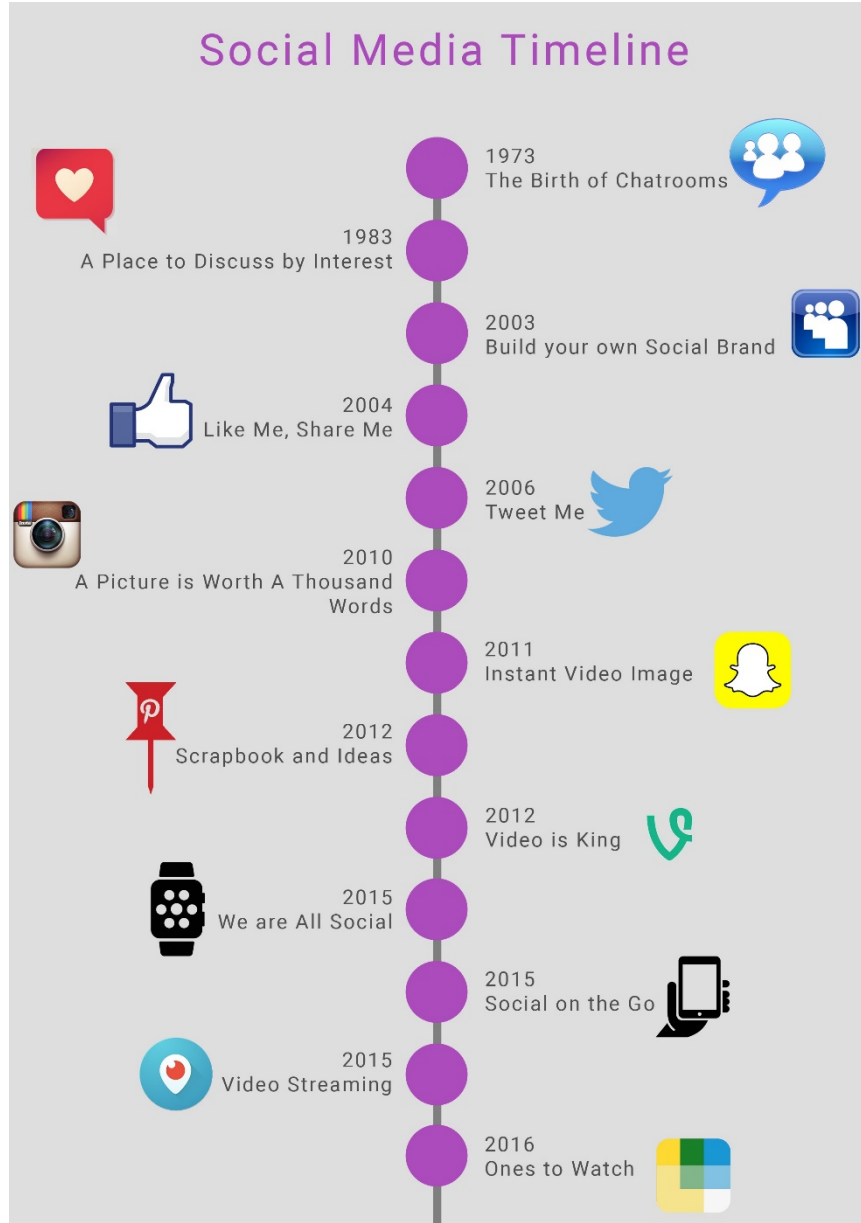 Social Media Timeline
1973
The Birth of Chatrooms
1983
A Place to Discuss by Interest
2003
Build your own Social Brand
2004
Like Me, Share Me
2006
Tweet Me
2010
A Picture is Worth A Thousand
Words
2011
Instant Video Image
2012
Scrapbook and Ideas
2012
Video is King
2015
We are All Social
2015
Social on the Go
2015
Video Streaming
2016
Ones to Watch